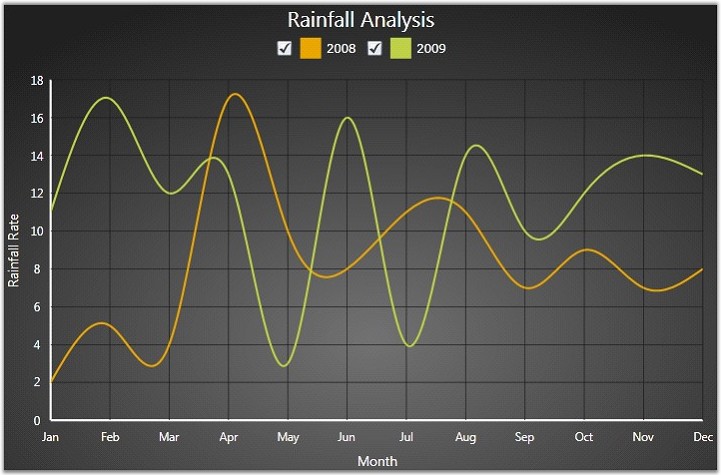 Rainfall Analysis
2008 2009
18
16
14
12
10
8
6
4
2
0
Rainfall Rate
Jan Feb Mar Apr May Jun Jul Aug Sep Oct Nov Dec
Month